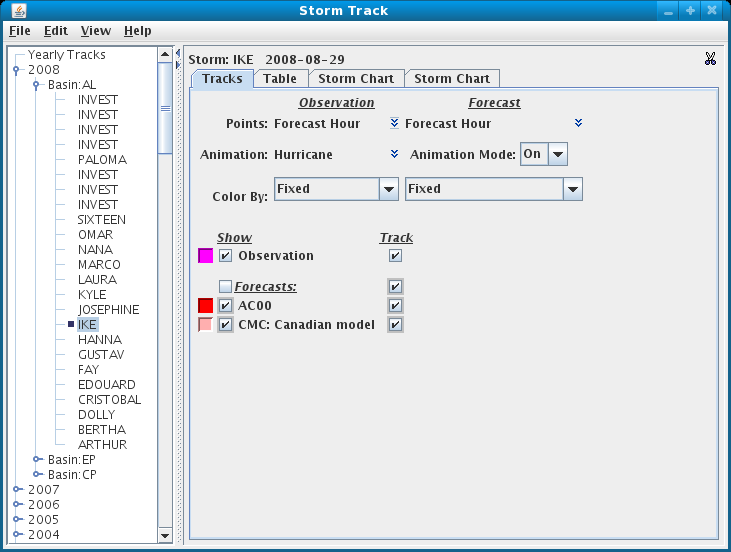 Storm Track
File Edit View Help
Yearly Tracks
2008
Basin:AL
INVEST
INVEST
INVEST
INVEST
PALOMA
INVEST
INVEST
INVEST
SIXTEEN
OMAR
NANA
MARCO
LAURA
KYLE
JOSEPHINE
IKE
HANNA
GUSTAV
FAY
EDOUARD
CRISTOBAL
DOLLY
BERTHA
ARTHUR
Basin:EP
Basin:CP
2007
2006
2005
2004
Storm: IKE 2008-08-29
Tracks Table Storm Chart Storm Chart
Observation Forecast
Points: Forecast Hour Forecast Hour
Animation: Hurricane Animation Mode: On
Color By: Fixed Fixed
Show Track
Observation
Forecasts:
AC00
CMC: Canadian model